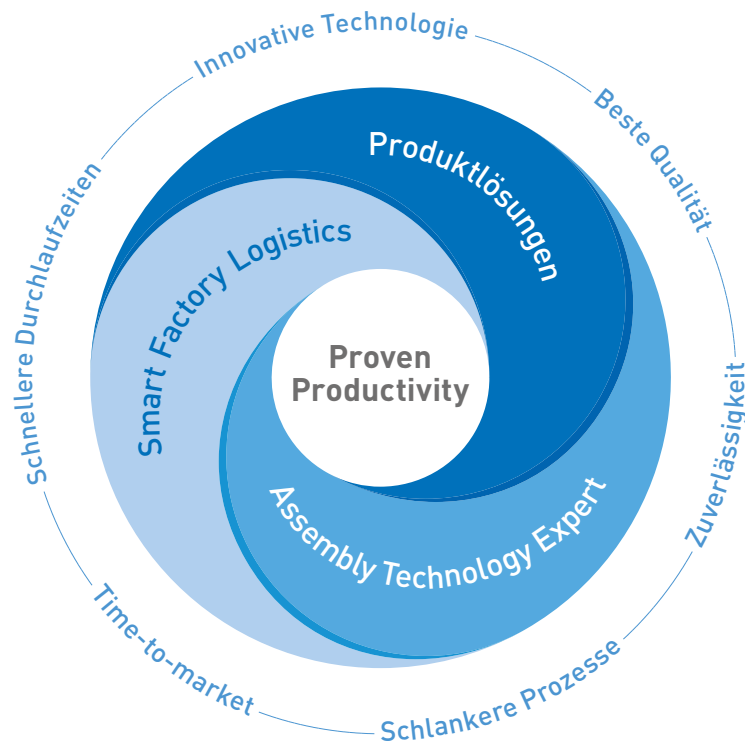 Innovative Technologie
Beste Qualität
Zuverlässigkeit
Schlankere Prozesse
Time-to-market
Schnellere Durchlaufzeiten
Produktlösungen
Assembly Technology Expert
Smart Factory Logistics
Proven
Productivity